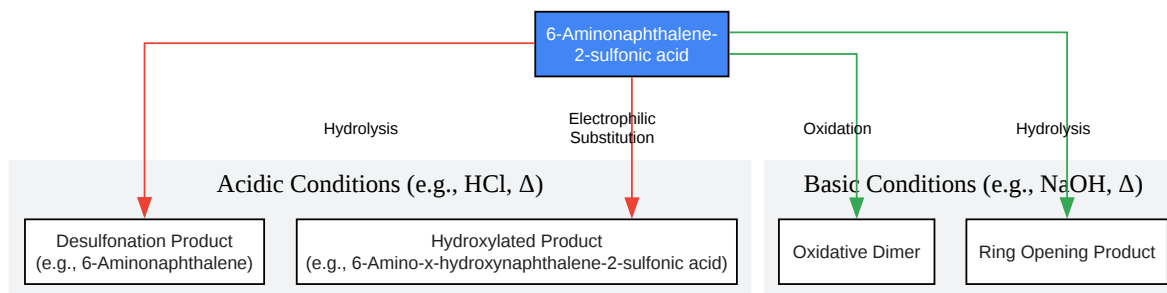 6-Aminonaphthalene-
2-sulfonic acid
Hydrolysis
Electrophilic
Substitution
Oxidation
Hydrolysis
Acidic Conditions (e.g., HCl, Δ)
Basic Conditions (e.g., NaOH, Δ)
Desulfonation Product
(e.g., 6-Aminonaphthalene)
Hydroxylated Product
(e.g., 6-Amino-x-hydroxynaphthalene-2-sulfonic acid)
Oxidative Dimer
Ring Opening Product